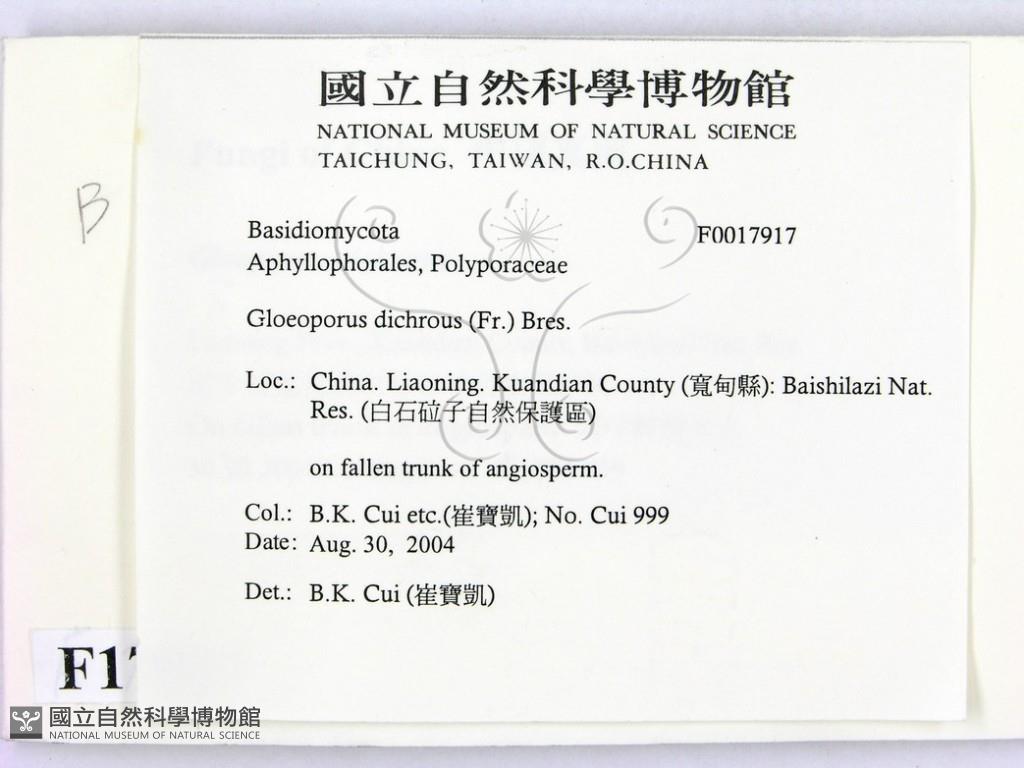 國立自然科學博物館
NATIONAL MUSEUM OF NATURAL SCIENCE
TAICHUNG, TAIWAN, R.O.CHINA
B
Basidiomycota F0017917
Aphyllophorales, Polyporaceae
Gloeoporus dichrous (Fr.) Bres.
Loc.: China. Liaoning. Kuandian County (寬甸縣): Baishilazi Nat.
Res. (白石砬子自然保護區)
on fallen trunk of angiosperm.
Col.: B.K. Cui etc.(崔寶凱); No. Cui 999
Date: Aug. 30, 2004
Det.: B.K. Cui (崔寶凱)
F17
國立自然科學博物館
NATIONAL MUSEUM OF NATURAL SCIENCE